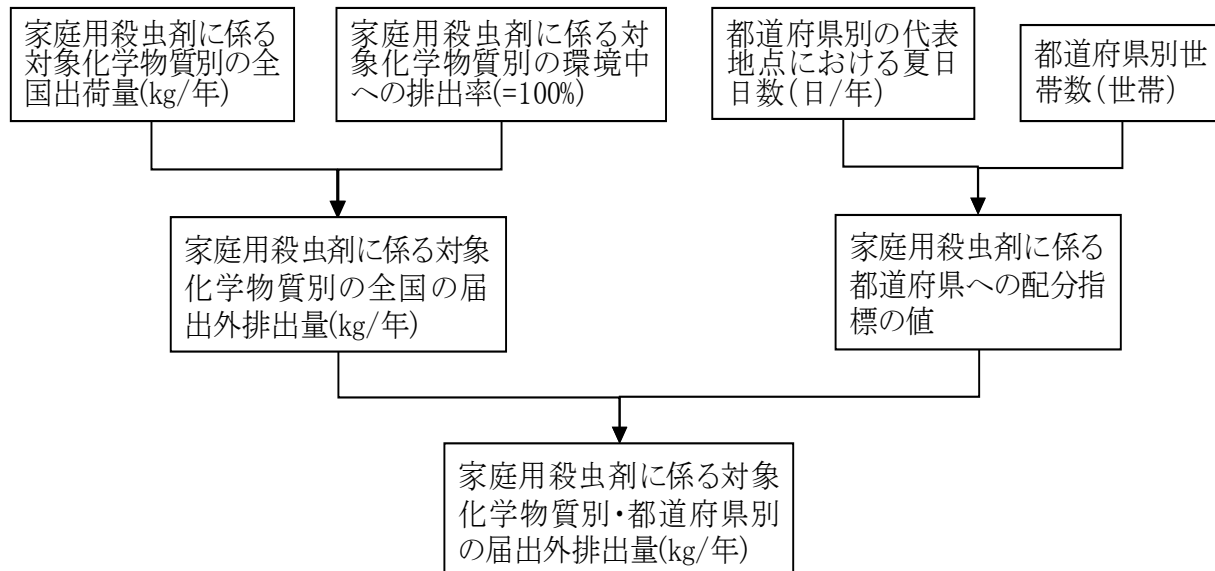 家庭用殺虫剤に係る
対象化学物質別の全
国出荷量(kg/年)
家庭用殺虫剤に係る対
象化学物質別の環境中
への排出率(=100%)
都道府県別の代表
地点における夏日
日数(日/年)
都道府県別世
帯数(世帯)
家庭用殺虫剤に係る対象
化学物質別の全国の届
出外排出量(kg/年)
家庭用殺虫剤に係る
都道府県への配分指
標の値
家庭用殺虫剤に係る対象
化学物質別・都道府県別
の届出外排出量(kg/年)